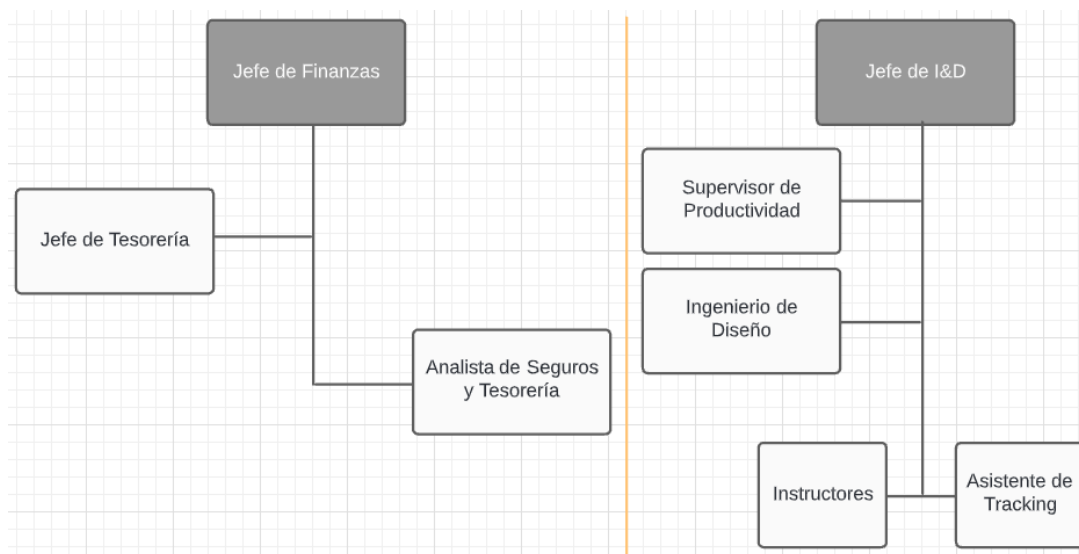 Jefe de Finanzas
Jefe de Tesorería
Analista de Seguros
y Tesorería
Jefe de I&D
Supervisor de
Productividad
Ingenierio de
Diseño
Instructores
Asistente de
Tracking